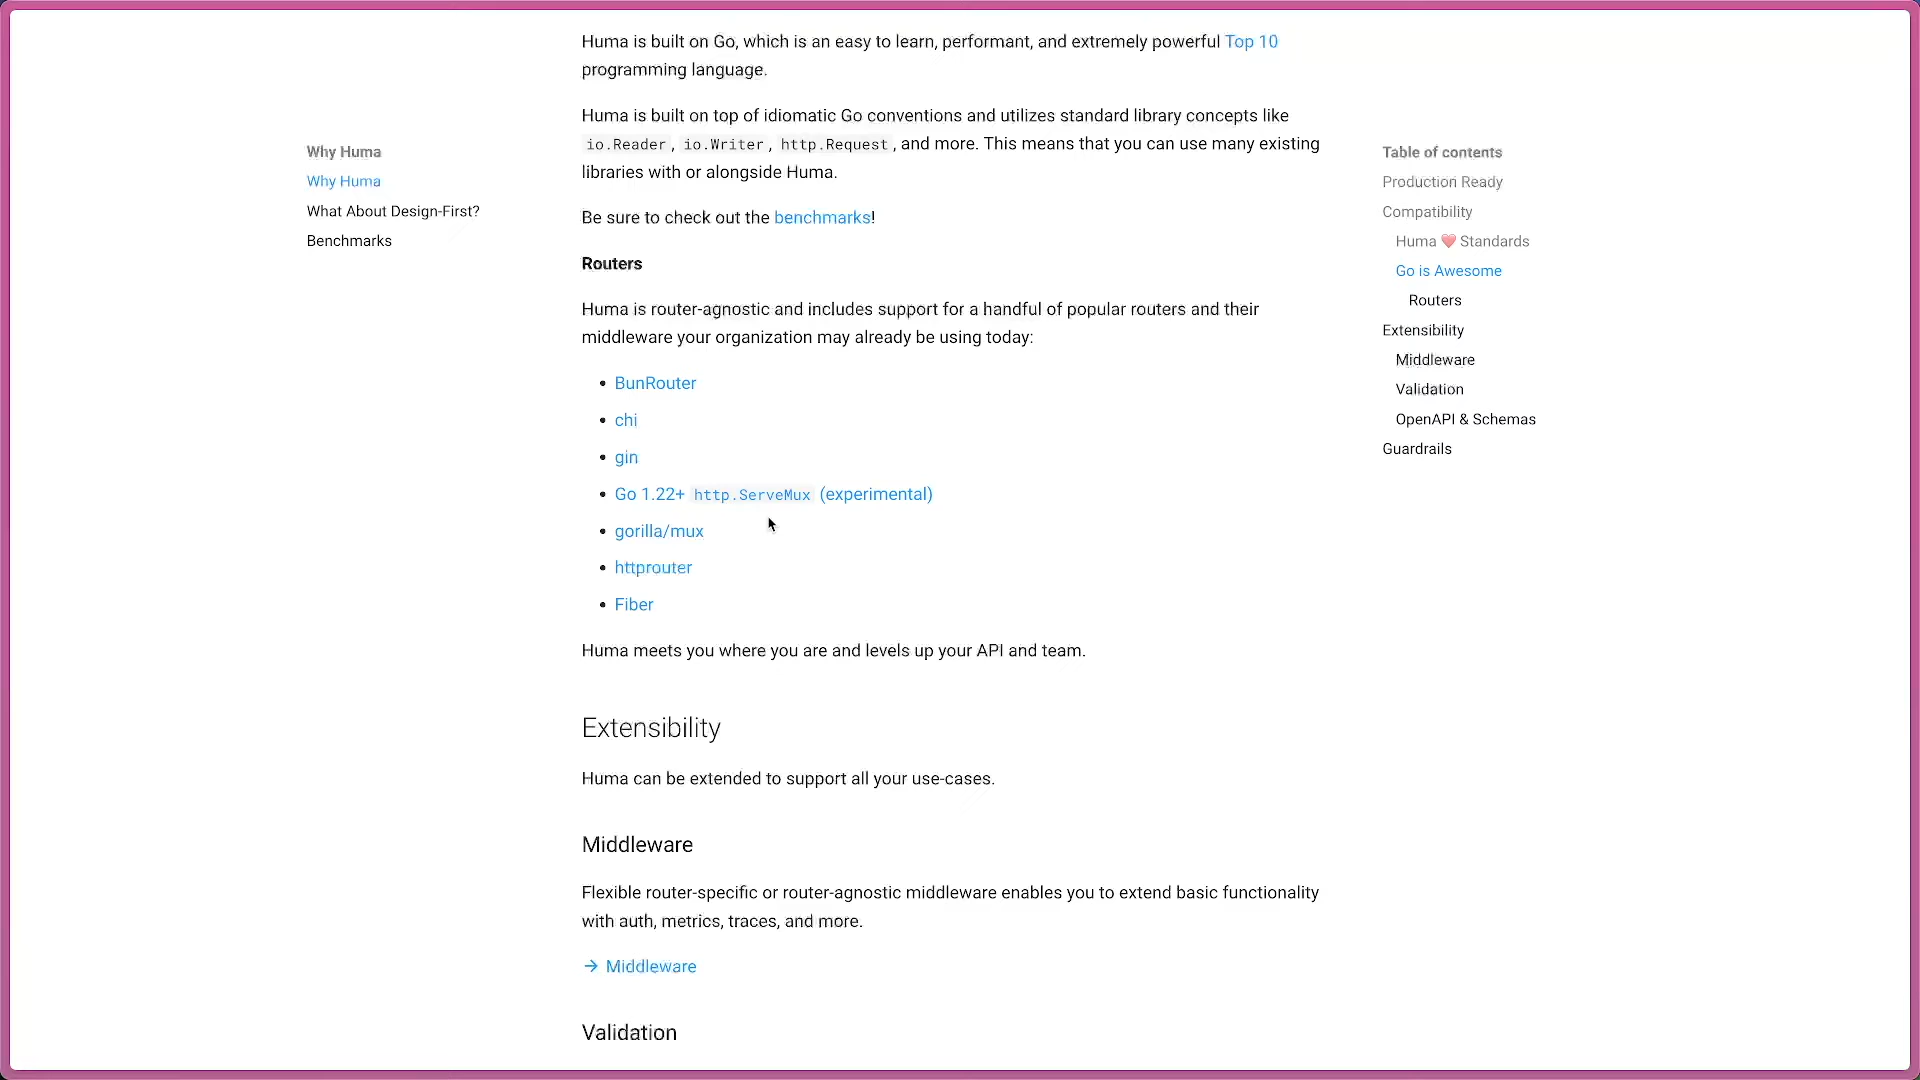 Why Huma
Why Huma
What About Design-First?
Benchmarks
Huma is built on Go, which is an easy to learn, performant, and extremely powerful Top 10
programming language.
Huma is built on top of idiomatic Go conventions and utilizes standard library concepts like
io.Reader, io.Writer, http.Request, and more. This means that you can use many existing
libraries with or alongside Huma.
Be sure to check out the benchmarks!
Routers
Huma is router-agnostic and includes support for a handful of popular routers and their
middleware your organization may already be using today:
• BunRouter
• chi
• gin
• Go 1.22+ http.ServeMux (experimental)
• gorilla/mux
• httprouter
• Fiber
Huma meets you where you are and levels up your API and team.
Extensibility
Huma can be extended to support all your use-cases.
Middleware
Flexible router-specific or router-agnostic middleware enables you to extend basic functionality
with auth, metrics, traces, and more.
→ Middleware
Validation
Table of contents
Production Ready
Compatibility
Huma ❤️ Standards
Go is Awesome
Routers
Extensibility
Middleware
Validation
OpenAPI & Schemas
Guardrails